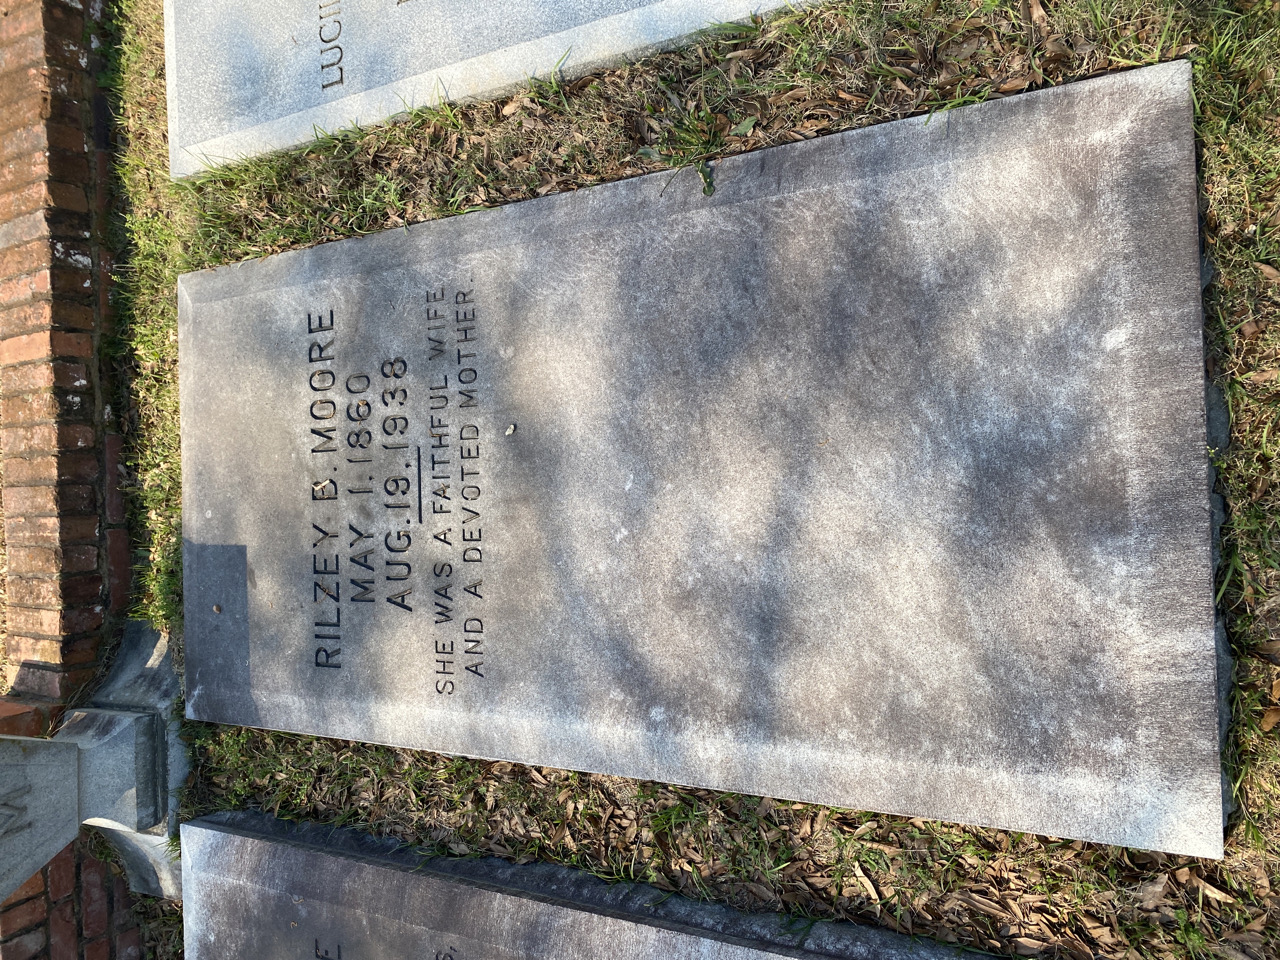 M
RILZEY B. MOORE
MAY 1. 1860
AUG. 19, 1938
SHE WAS A FAITHFUL WIFE
AND A DEVOTED MOTHER.